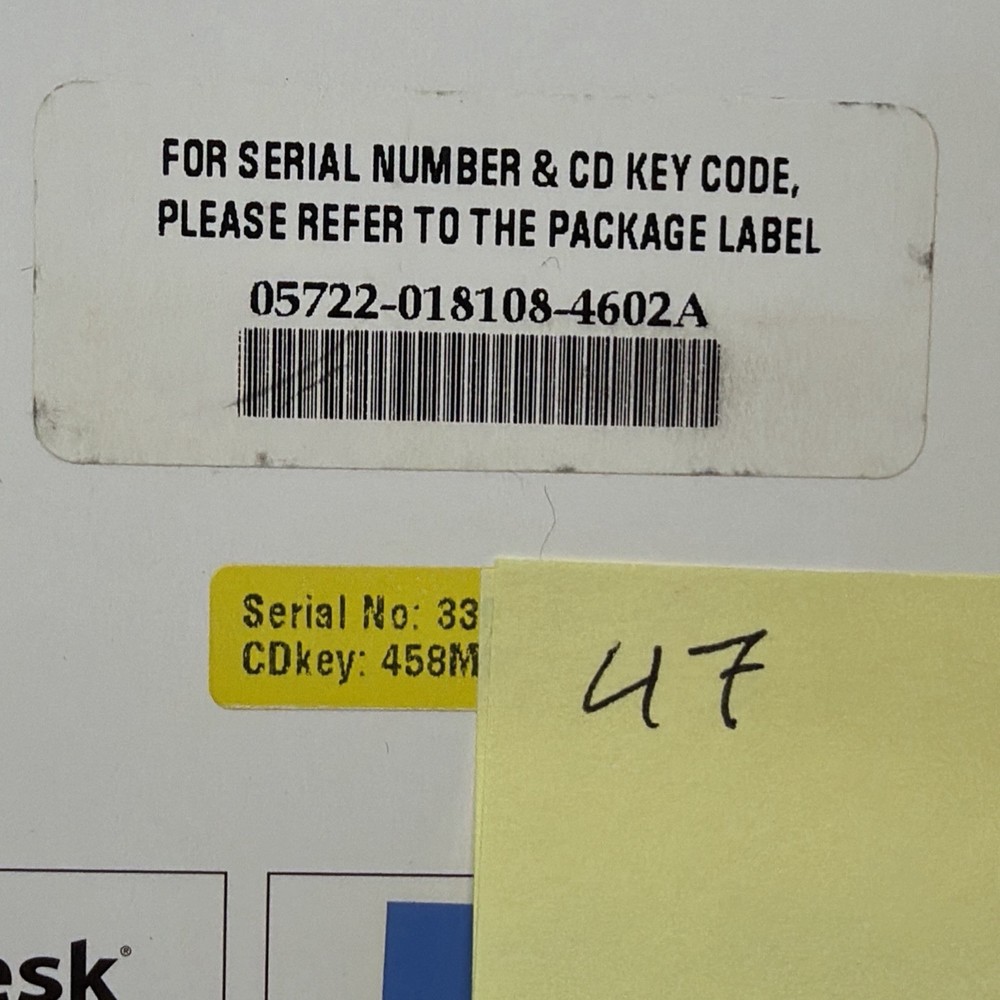 FOR SERIAL NUMBER & CD KEY CODE,
PLEASE REFER TO THE PACKAGE LABEL
05722-018108-4602A
Serial No: 33
CDkey: 458M
47
esk®